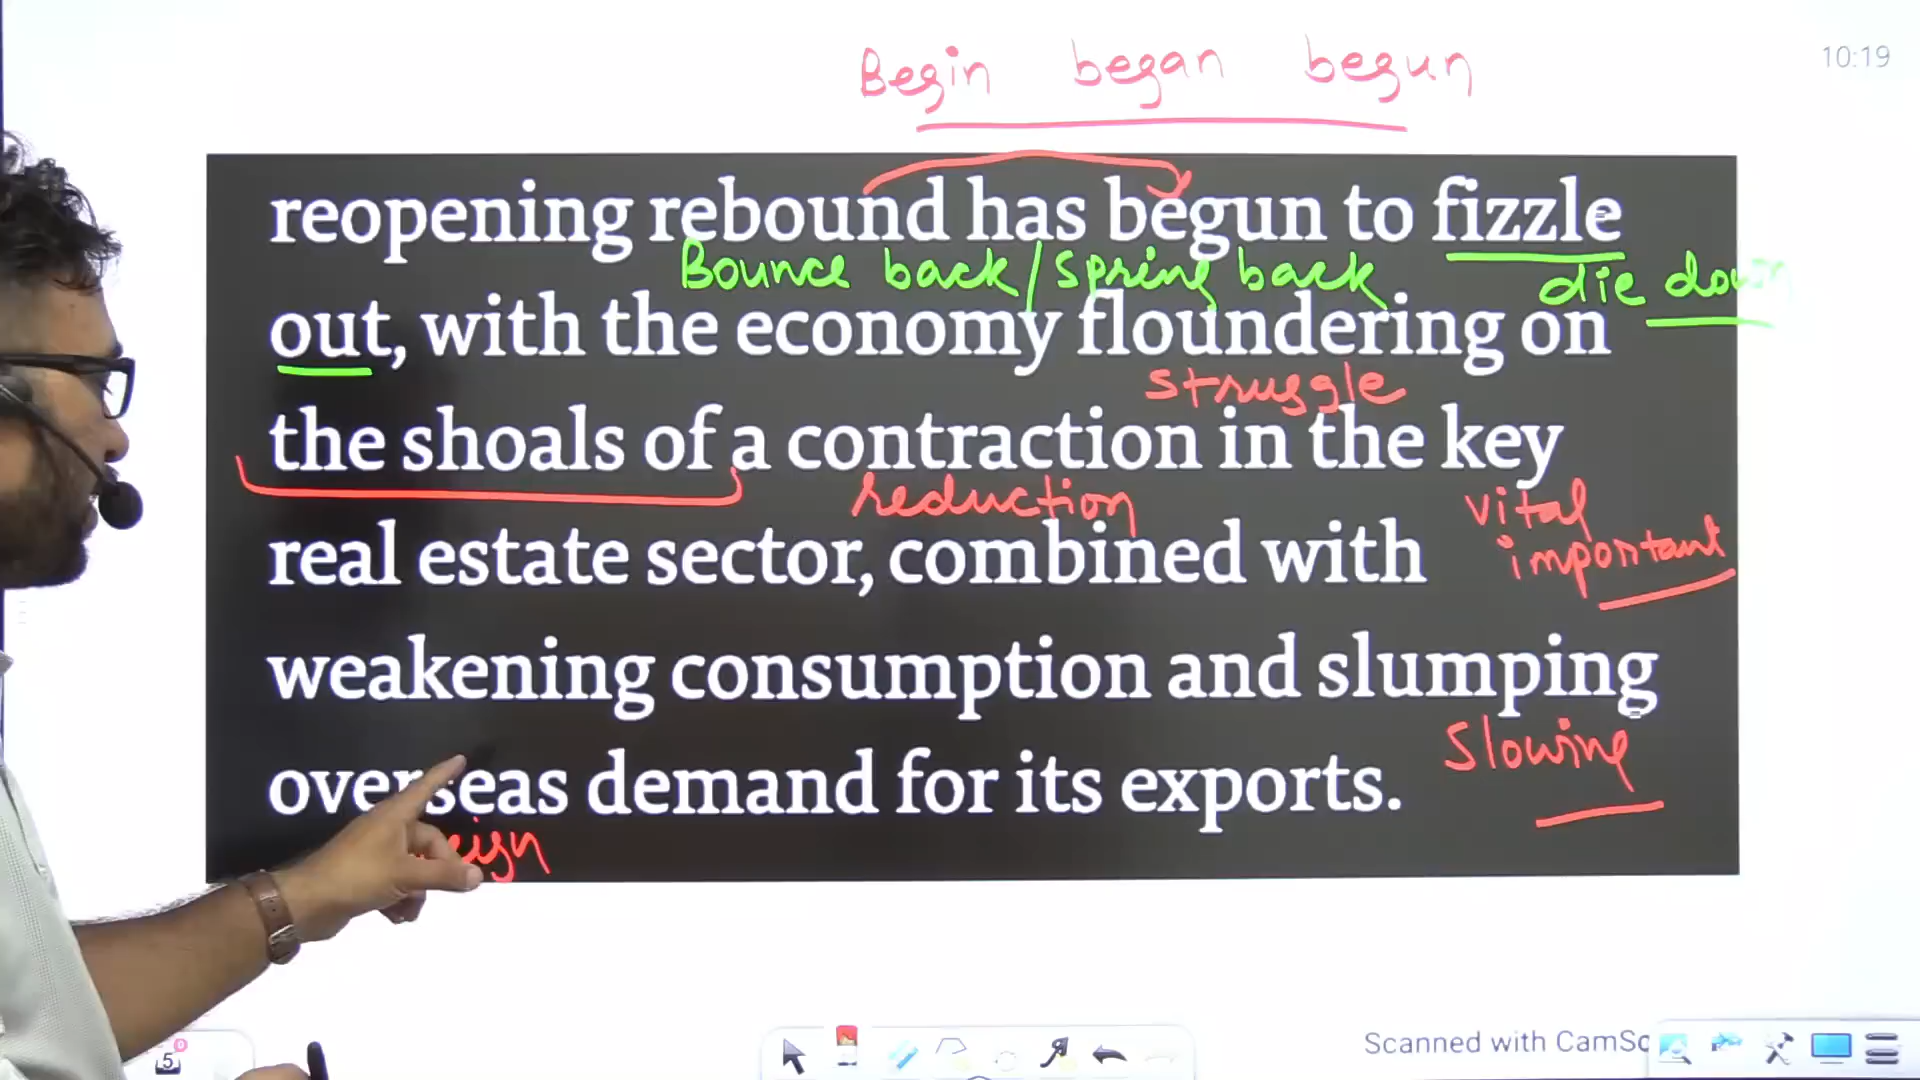 Begin began begun
10:19
reopening rebound has begun to fizzle
Bounce back/Spring back die down
out, with the economy floundering on
struggle
the shoals of a contraction in the key
reduction vital
important
real estate sector, combined with
weakening consumption and slumping
slowing
overseas demand for its exports.
5 0
Scanned with CamSc